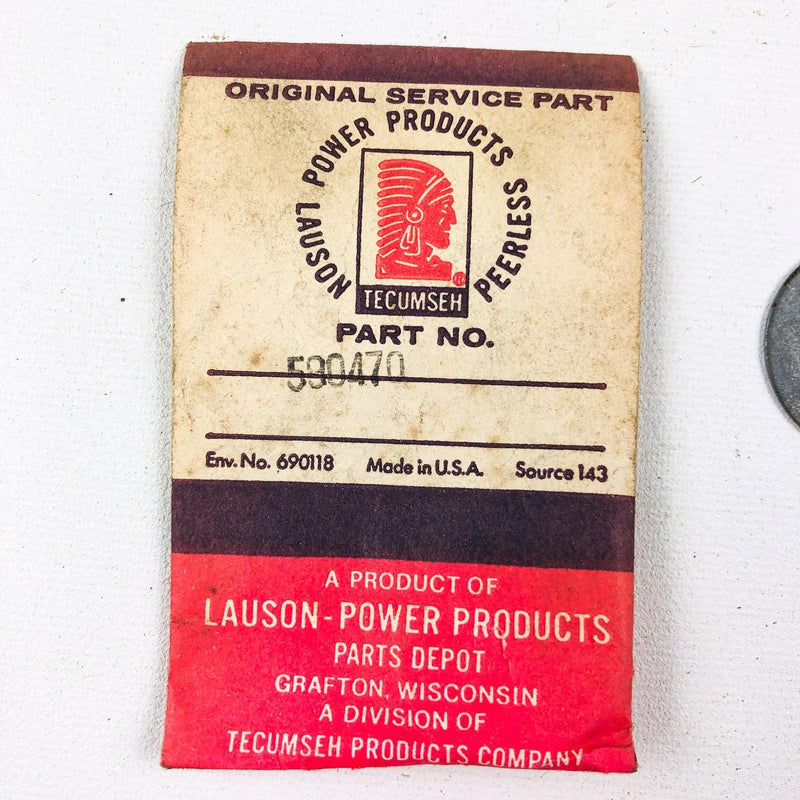 ORIGINAL SERVICE PART
LAUSON POWER PRODUCTS PEERLESS
®
TECUMSEH
PART NO.
590470
Env. No. 690118 Made in U.S.A. Source 143
A PRODUCT OF
LAUSON-POWER PRODUCTS
PARTS DEPOT
GRAFTON, WISCONSIN
A DIVISION OF
TECUMSEH PRODUCTS COMPANY